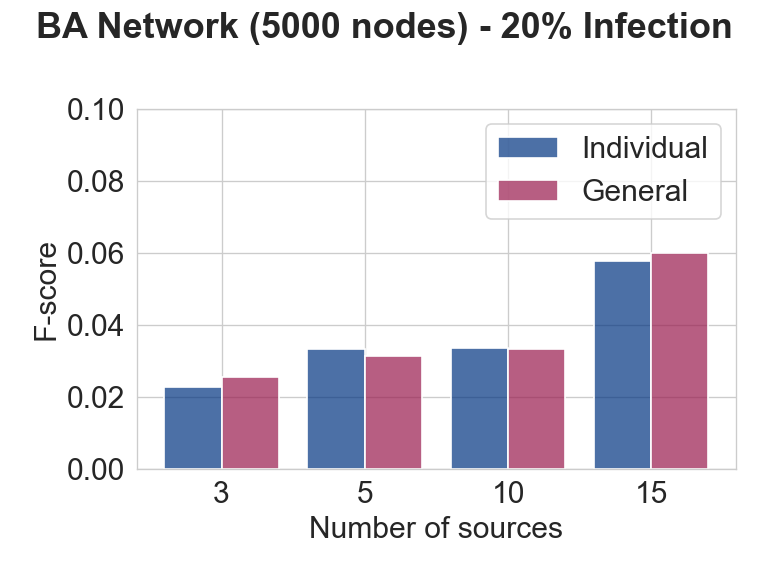 BA Network (5000 nodes) - 20% Infection
0.10
0.08
0.06
0.04
0.02
0.00
F-score
Individual
General
3 5 10 15
Number of sources